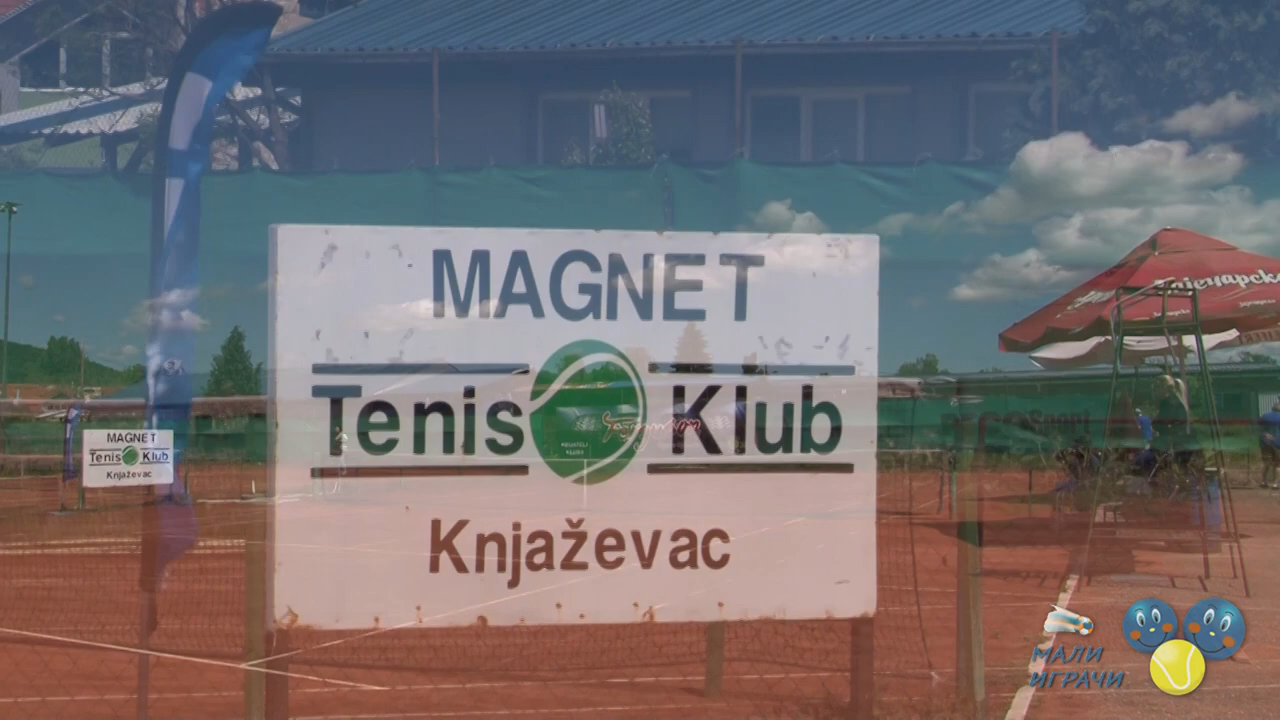 MAGNET
Tenis Klub
Knjaževac
MAGNET
Tenis Klub
Knjaževac
МАЛИ
ИГРАЧИ